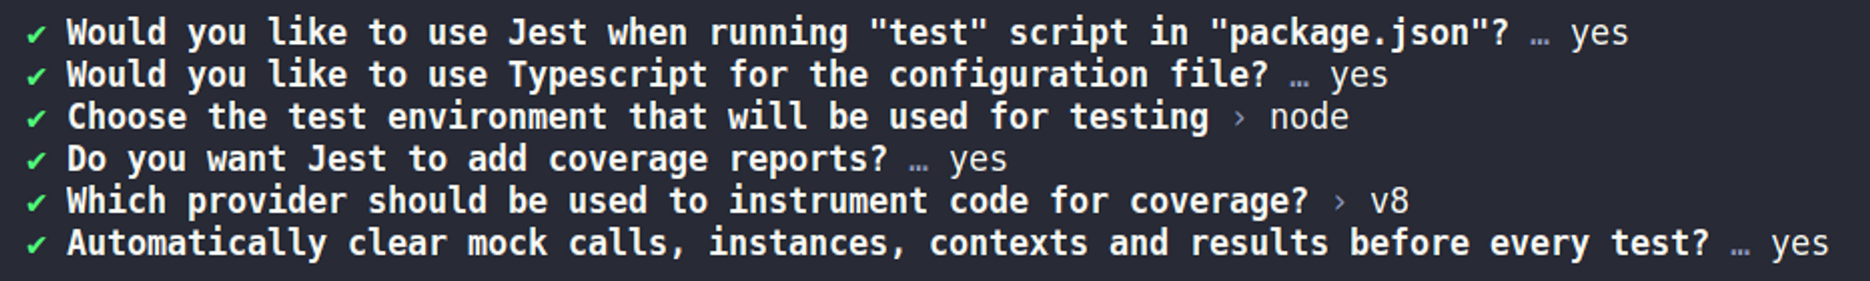 ✔ Would you like to use Jest when running "test" script in "package.json"? … yes
✔ Would you like to use Typescript for the configuration file? … yes
✔ Choose the test environment that will be used for testing › node
✔ Do you want Jest to add coverage reports? … yes
✔ Which provider should be used to instrument code for coverage? › v8
✔ Automatically clear mock calls, instances, contexts and results before every test? … yes